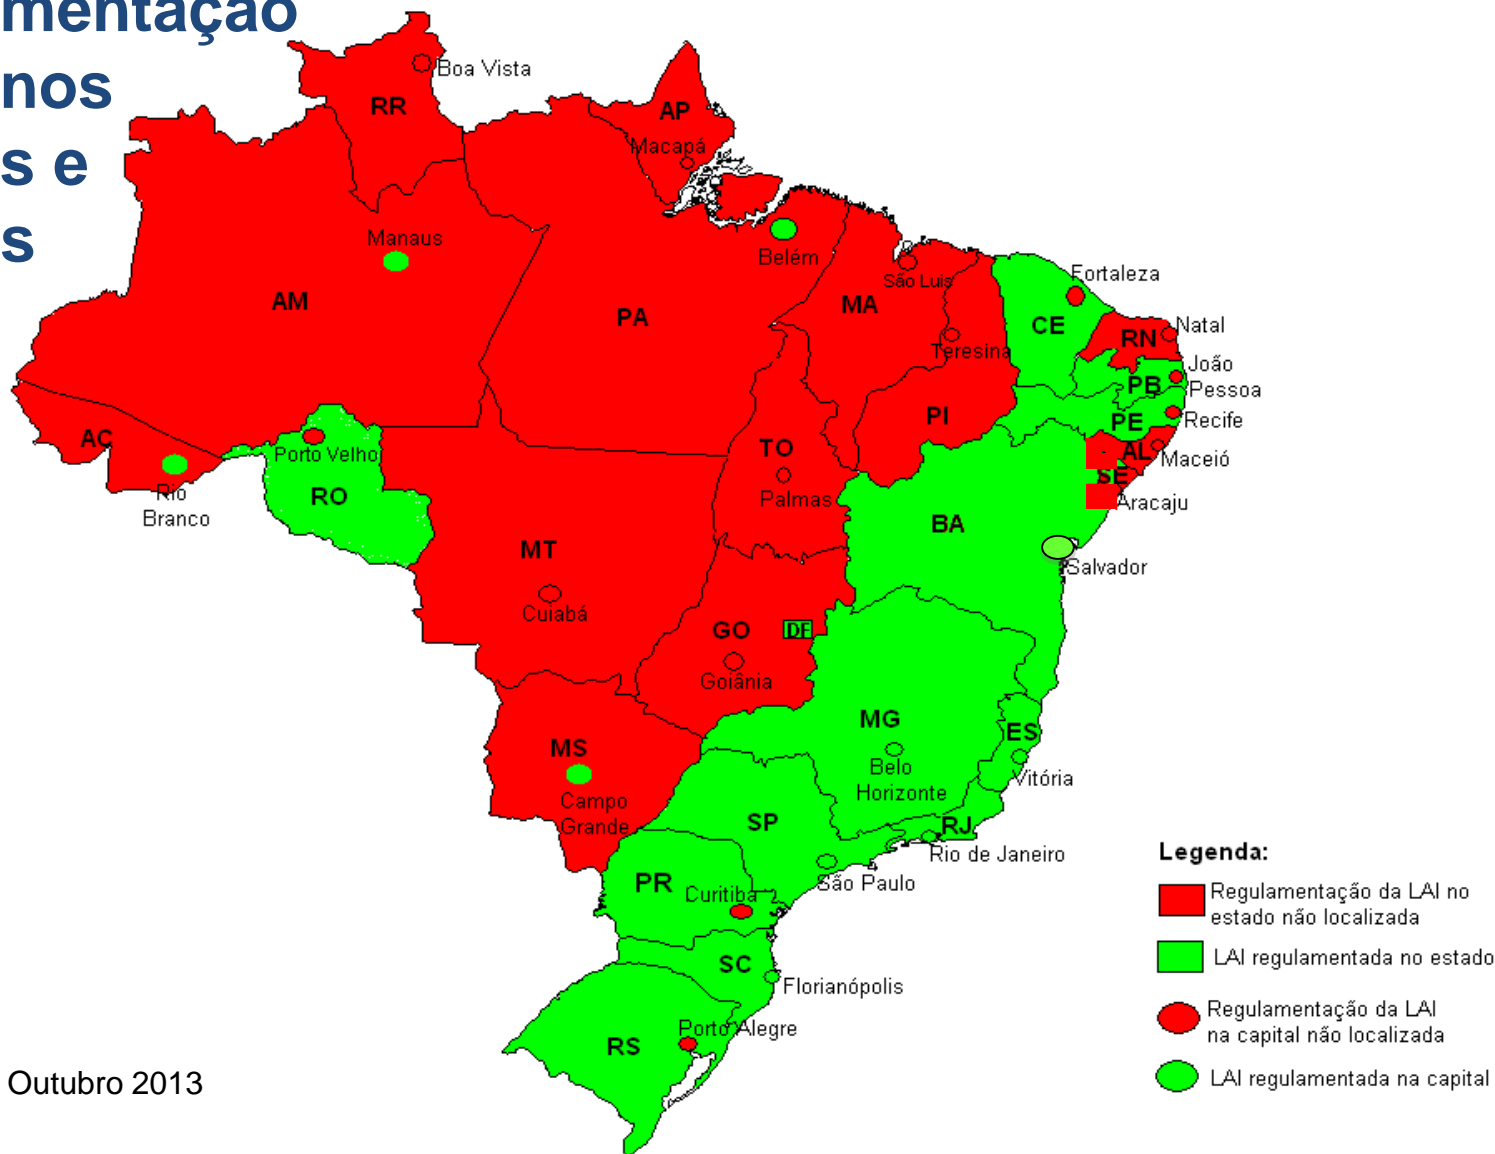 mentação
nos
s e
s
Boa Vista
RR
AP
Macapá
Manaus
Belém
AM
PA
MA
São Luis
Teresina
Fortaleza
CE
Natal
RN
João
Pessoa
PB
PE
Recife
PI
AC
Porto Velho
Rio
Branco
RO
TO
Palmas
AL
Maceió
SE
Aracaju
BA
Salvador
MT
Cuiabá
GO
DF
Goiânia
MG
Belo
Horizonte
ES
Vitória
MS
Campo
Grande
SP
RJ
Rio de Janeiro
São Paulo
PR
Curitiba
SC
Florianópolis
Porto Alegre
RS
Legenda:
Regulamentação da LAI no
estado não localizada
LAI regulamentada no estado
Regulamentação da LAI
na capital não localizada
LAI regulamentada na capital
Outubro 2013